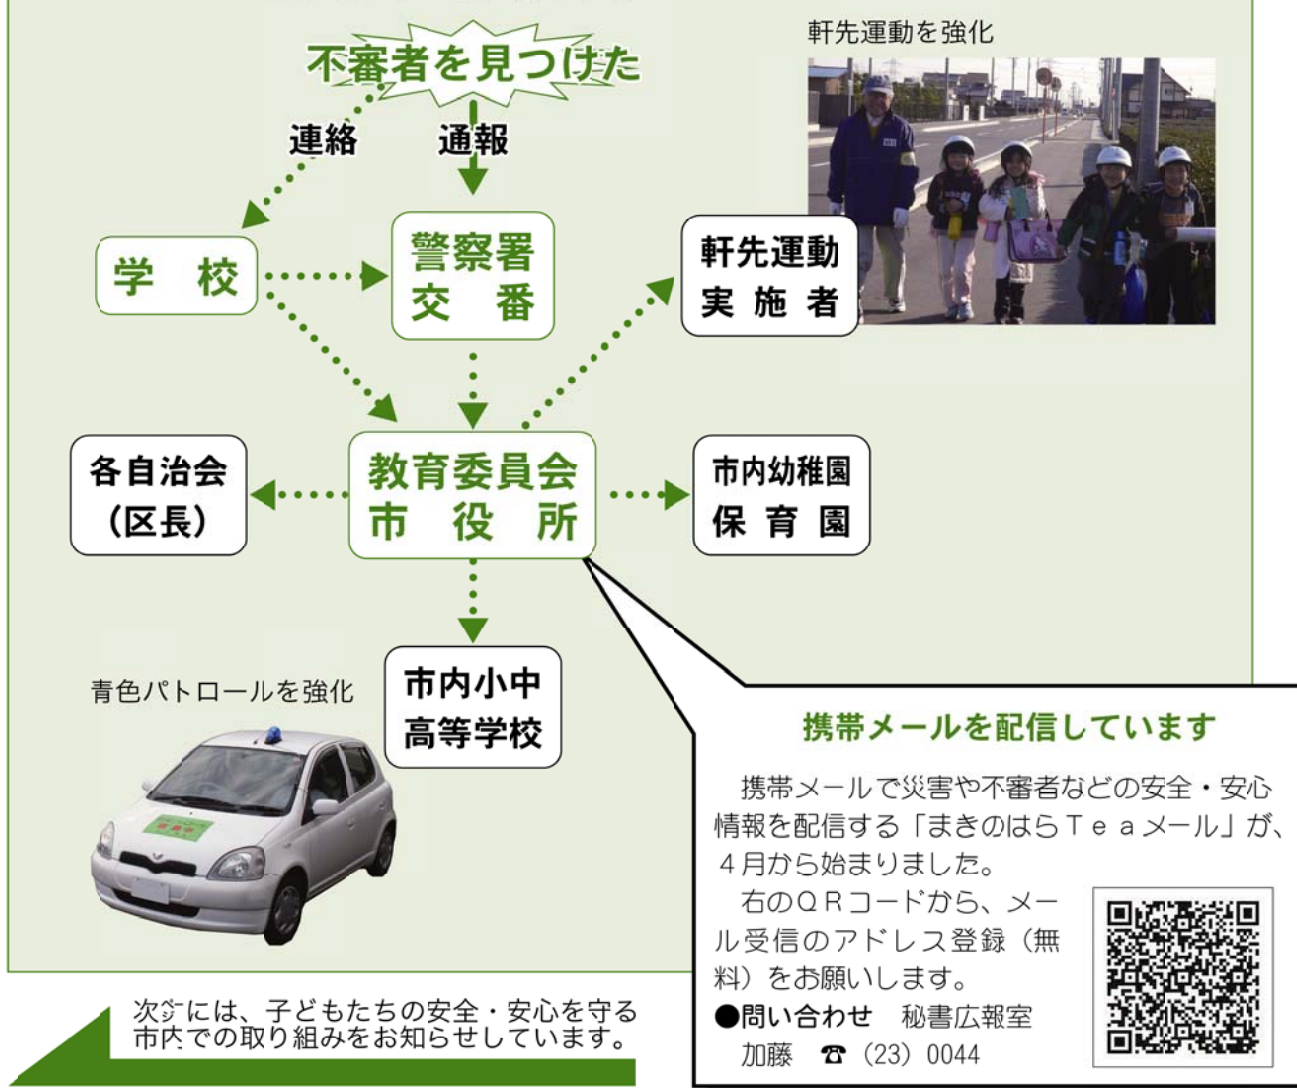 不審者を見つけた
軒先運動を強化
連絡
通報
学校
警察署
交番
軒先運動
実施者
各自治会
（区長）
教育委員会
市役所
市内幼稚園
保育園
市内小中
高等学校
青色パトロールを強化
携帯メールを配信しています
携帯メールで災害や不審者などの安全・安心
情報を配信する「まきのはらＴｅａメール」が、
４月から始まりました。
右のＱＲコードから、メー
ル受信のアドレス登録（無
料）をお願いします。
●問い合わせ　秘書広報室
加藤　☎（23）0044
次㌻には、子どもたちの安全・安心を守る
市内での取り組みをお知らせしています。